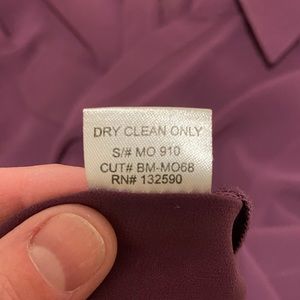 DRY CLEAN ONLY
S/# MO 910
CUT# BM-MO68
RN# 132590